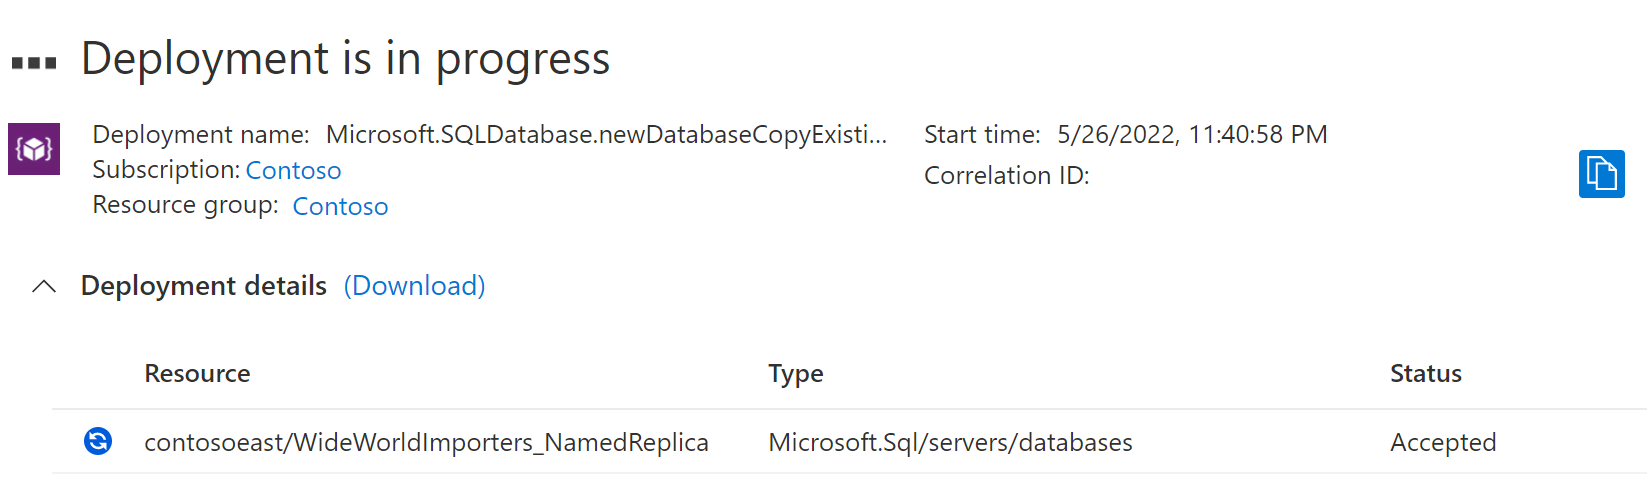 Deployment is in progress
Deployment name: Microsoft.SQLDatabase.newDatabaseCopyExisti...
Subscription: Contoso
Resource group: Contoso
Start time: 5/26/2022, 11:40:58 PM
Correlation ID:
Deployment details (Download)
Resource Type Status
contosoeast/WideWorldImporters_NamedReplica Microsoft.Sql/servers/databases Accepted